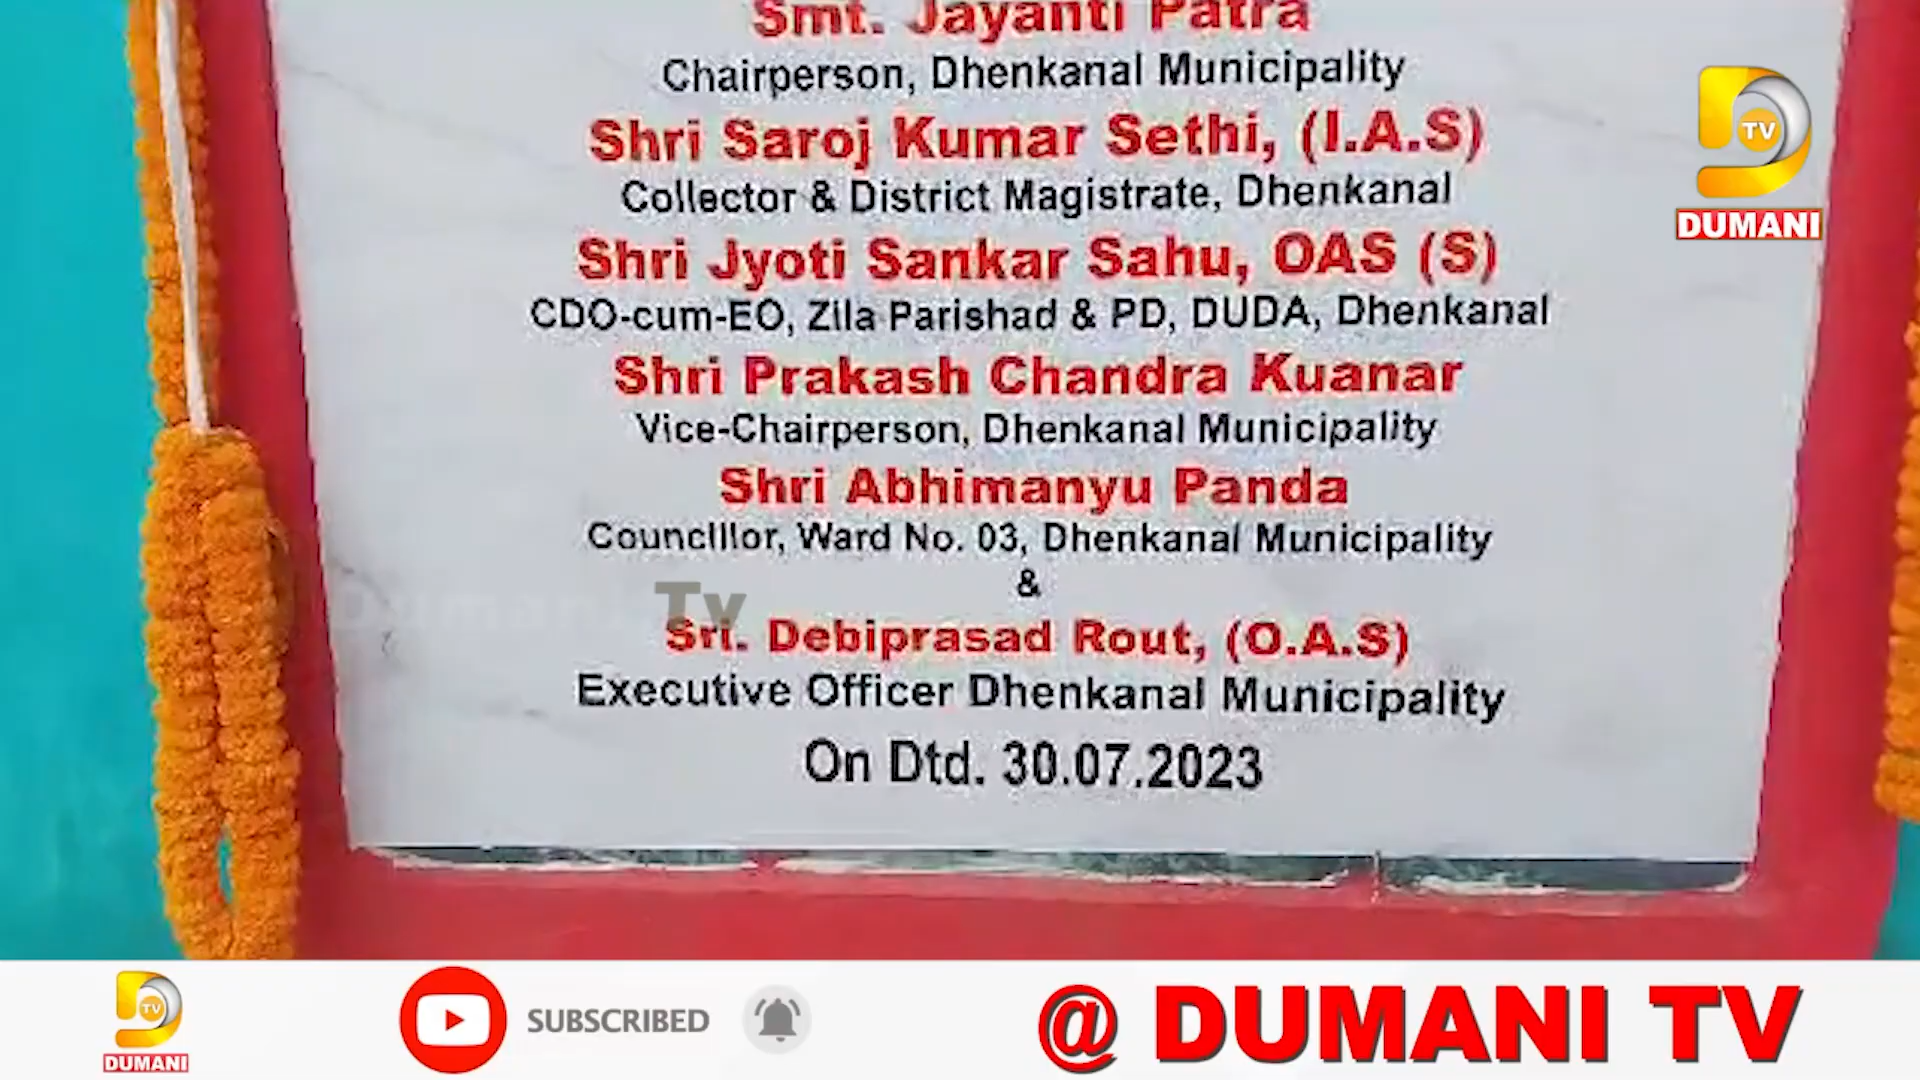 Smt. Jayanti Patra
Chairperson, Dhenkanal Municipality
Shri Saroj Kumar Sethi, (I.A.S)
Collector & District Magistrate, Dhenkanal
Shri Jyoti Sankar Sahu, OAS (S)
CDO-cum-EO, Zila Parishad & PD, DUDA, Dhenkanal
Shri Prakash Chandra Kuanar
Vice-Chairperson, Dhenkanal Municipality
Shri Abhimanyu Panda
Councillor, Ward No. 03, Dhenkanal Municipality
&
Sri. Debiprasad Rout, (O.A.S)
Executive Officer Dhenkanal Municipality
On Dtd. 30.07.2023
TV
DUMANI
Dumani Tv
TV
DUMANI
SUBSCRIBED
@ DUMANI TV